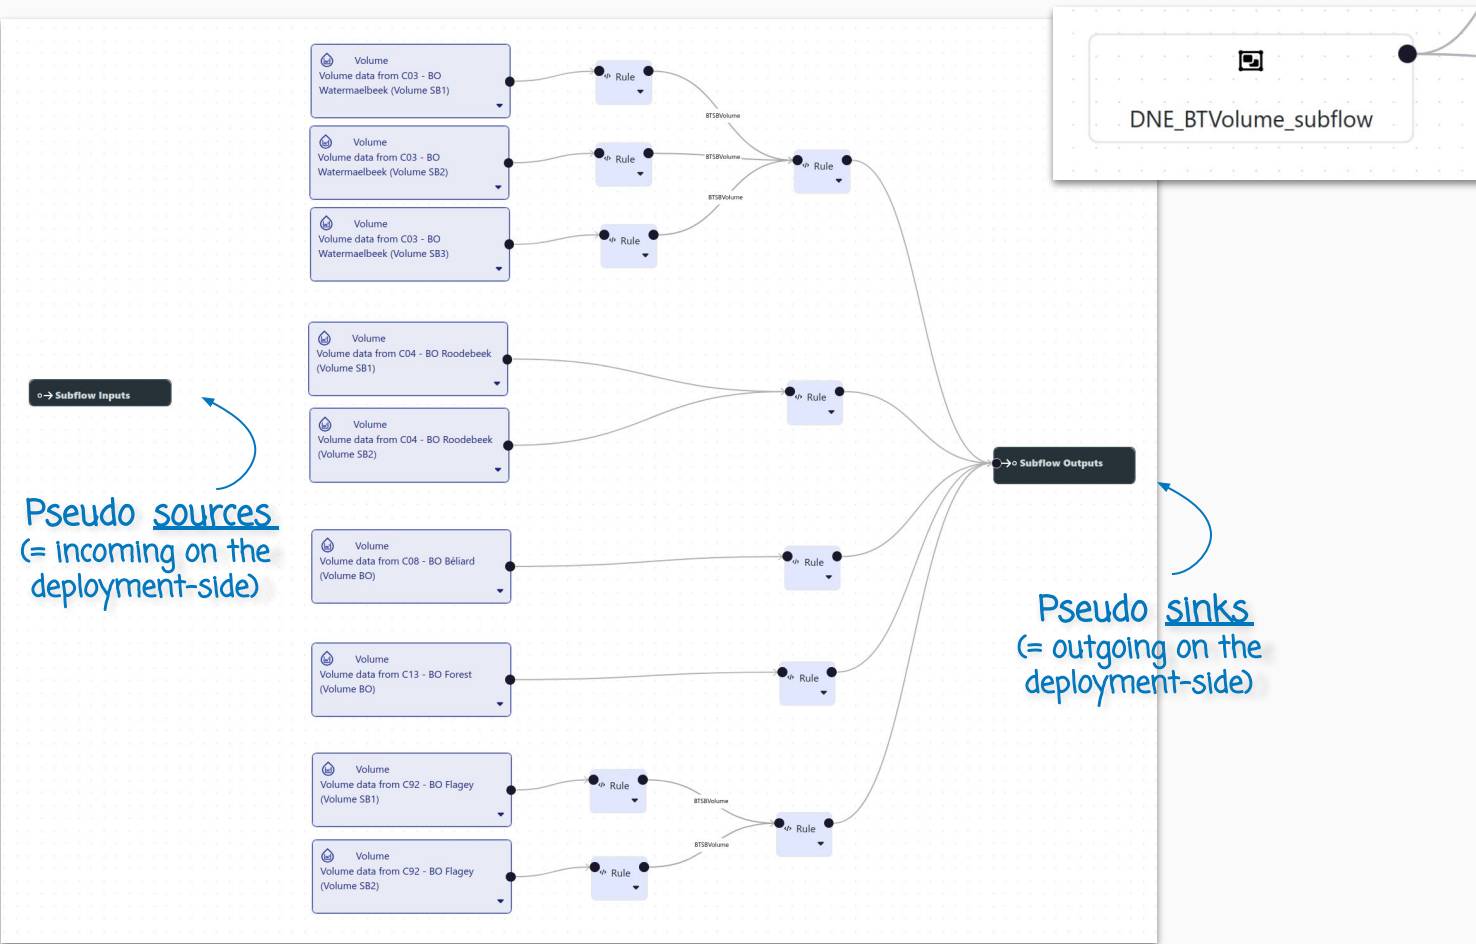 Volume
Volume data from C03 - BO
Watermaelbeek (Volume SB1)
Rule
BTSBVolume
Volume
Volume data from C03 - BO
Watermaelbeek (Volume SB2)
Rule
BTSBVolume
Rule
Volume
Volume data from C03 - BO
Watermaelbeek (Volume SB3)
Rule
BTSBVolume
DNE_BTVolume_subflow
Volume
Volume data from C04 - BO Roodebeek
(Volume SB1)
Rule
Volume
Volume data from C04 - BO Roodebeek
(Volume SB2)
Subflow Inputs
Pseudo sources
(= incoming on the
deployment-side)
Subflow Outputs
Pseudo sinks
(= outgoing on the
deployment-side)
Volume
Volume data from C08 - BO Béliard
(Volume BO)
Rule
Volume
Volume data from C13 - BO Forest
(Volume BO)
Rule
Volume
Volume data from C92 - BO Flagey
(Volume SB1)
Rule
BTSBVolume
Rule
Volume
Volume data from C92 - BO Flagey
(Volume SB2)
Rule
BTSBVolume